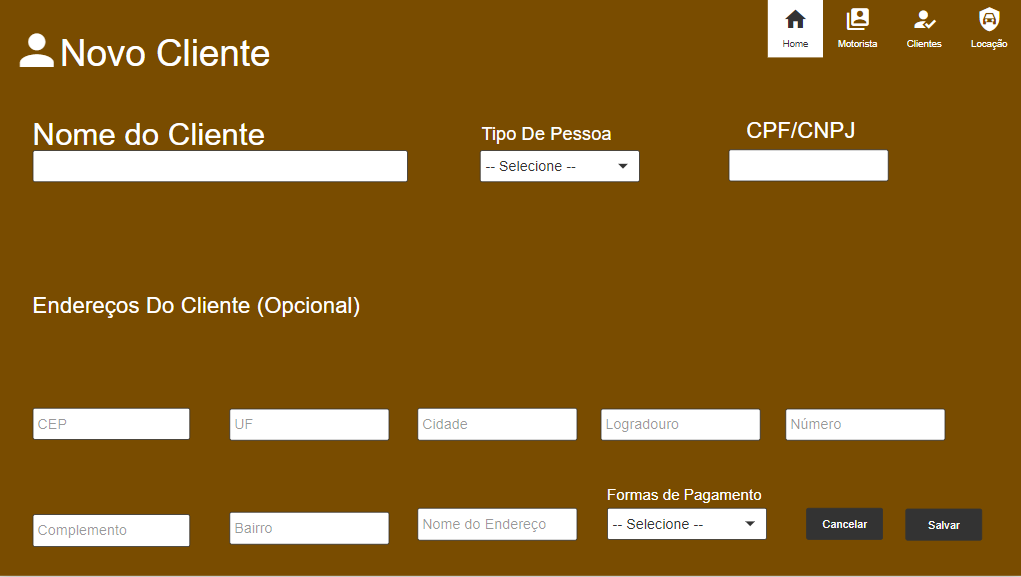 Home
Motorista
Clientes
Locação
Novo Cliente
Nome do Cliente
Tipo De Pessoa
CPF/CNPJ
-- Selecione --
Endereços Do Cliente (Opcional)
CEP
UF
Cidade
Logradouro
Número
Formas de Pagamento
Complemento
Bairro
Nome do Endereço
-- Selecione --
Cancelar
Salvar